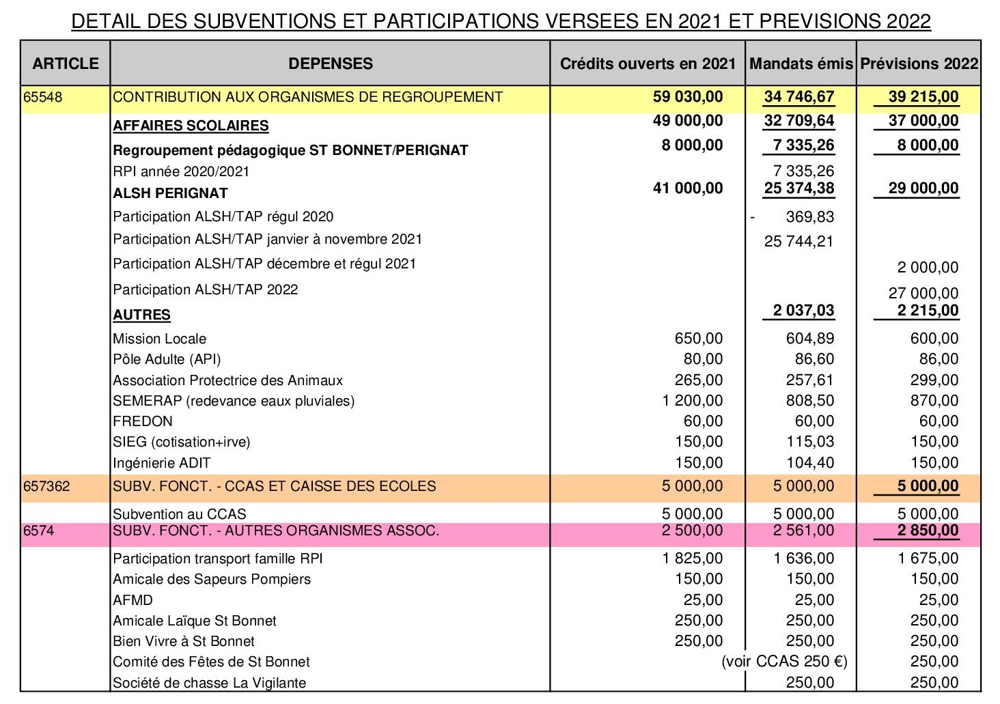 DETAIL DES SUBVENTIONS ET PARTICIPATIONS VERSEES EN 2021 ET PREVISIONS 2022
ARTICLE DEPENSES Crédits ouverts en 2021 Mandats émis Prévisions 2022
65548 CONTRIBUTION AUX ORGANISMES DE REGROUPEMENT 59 030,00 34 746,67 39 215,00
AFFAIRES SCOLAIRES 49 000,00 32 709,64 37 000,00
Regroupement pédagogique ST BONNET/PERIGNAT 8 000,00 7 335,26 8 000,00
RPI année 2020/2021 7 335,26
ALSH PERIGNAT 41 000,00 25 374,38 29 000,00
Participation ALSH/TAP régul 2020 - 369,83
Participation ALSH/TAP janvier à novembre 2021 25 744,21
Participation ALSH/TAP décembre et régul 2021 2 000,00
Participation ALSH/TAP 2022 27 000,00
AUTRES 2 037,03 2 215,00
Mission Locale 650,00 604,89 600,00
Pôle Adulte (API) 80,00 86,60 86,00
Association Protectrice des Animaux 265,00 257,61 299,00
SEMERAP (redevance eaux pluviales) 1 200,00 808,50 870,00
FREDON 60,00 60,00 60,00
SIEG (cotisation+irve) 150,00 115,03 150,00
Ingénierie ADIT 150,00 104,40 150,00
657362 SUBV. FONCT. - CCAS ET CAISSE DES ECOLES 5 000,00 5 000,00 5 000,00
Subvention au CCAS 5 000,00 5 000,00 5 000,00
6574 SUBV. FONCT. - AUTRES ORGANISMES ASSOC. 2 500,00 2 561,00 2 850,00
Participation transport famille RPI 1 825,00 1 636,00 1 675,00
Amicale des Sapeurs Pompiers 150,00 150,00 150,00
AFMD 25,00 25,00 25,00
Amicale Laïque St Bonnet 250,00 250,00 250,00
Bien Vivre à St Bonnet 250,00 250,00 250,00
Comité des Fêtes de St Bonnet (voir CCAS 250 €) 250,00
Société de chasse La Vigilante 250,00 250,00